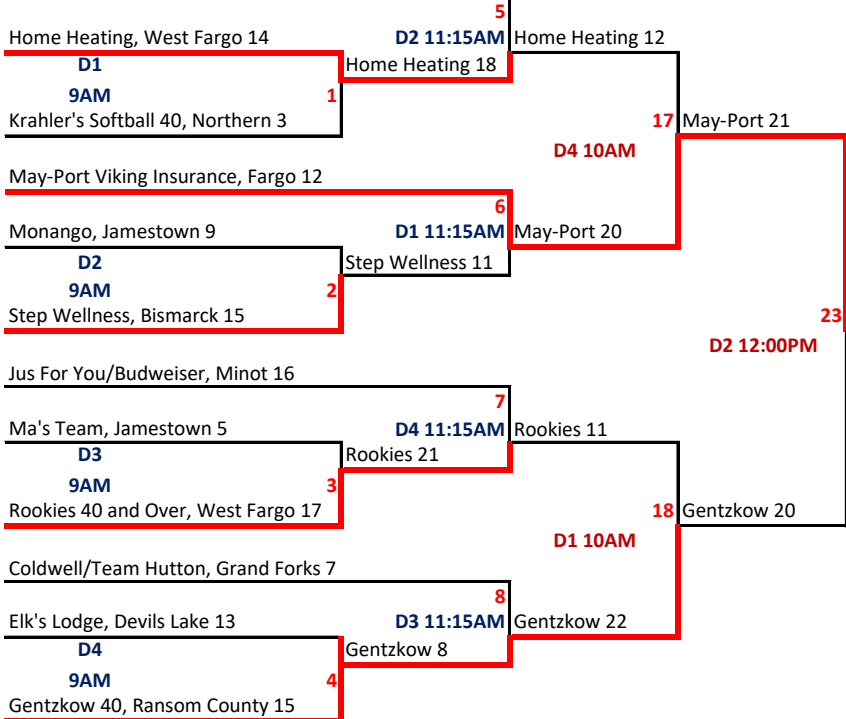 5
Home Heating, West Fargo 14
D2 11:15AM
Home Heating 12
D1
Home Heating 18
9AM
1
Krahler's Softball 40, Northern 3
17
May-Port 21
D4 10AM
May-Port Viking Insurance, Fargo 12
6
Monango, Jamestown 9
D1 11:15AM
May-Port 20
D2
Step Wellness 11
9AM
2
Step Wellness, Bismarck 15
23
D2 12:00PM
Jus For You/Budweiser, Minot 16
7
Ma's Team, Jamestown 5
D4 11:15AM
Rookies 11
D3
Rookies 21
9AM
3
Rookies 40 and Over, West Fargo 17
18
Gentzkow 20
D1 10AM
Coldwell/Team Hutton, Grand Forks 7
8
Elk's Lodge, Devils Lake 13
D3 11:15AM
Gentzkow 22
D4
Gentzkow 8
9AM
4
Gentzkow 40, Ransom County 15